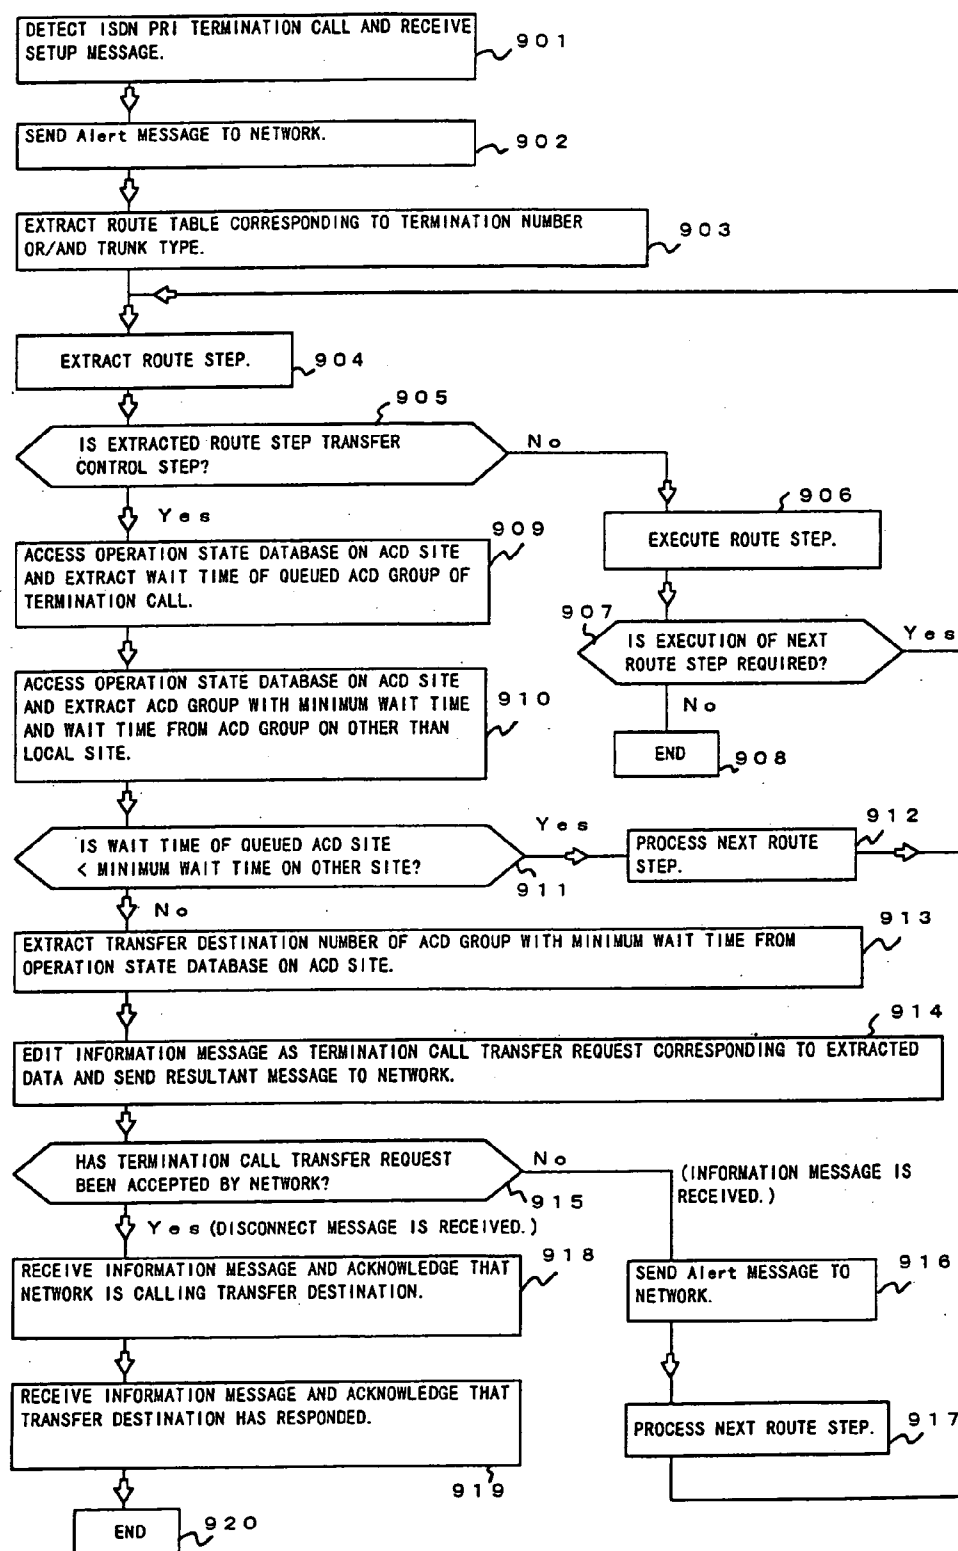 DETECT ISDN PRI TERMINATION CALL AND RECEIVE
SETUP MESSAGE.
901
SEND Alert MESSAGE TO NETWORK.
902
EXTRACT ROUTE TABLE CORRESPONDING TO TERMINATION NUMBER
OR/AND TRUNK TYPE.
903
EXTRACT ROUTE STEP.
904
905
IS EXTRACTED ROUTE STEP TRANSFER
CONTROL STEP?
No
Yes
906
EXECUTE ROUTE STEP.
909
ACCESS OPERATION STATE DATABASE ON ACD SITE
AND EXTRACT WAIT TIME OF QUEUED ACD GROUP OF
TERMINATION CALL.
907
IS EXECUTION OF NEXT
ROUTE STEP REQUIRED?
Yes
No
END
908
ACCESS OPERATION STATE DATABASE ON ACD SITE
AND EXTRACT ACD GROUP WITH MINIMUM WAIT TIME
AND WAIT TIME FROM ACD GROUP ON OTHER THAN
LOCAL SITE.
910
IS WAIT TIME OF QUEUED ACD SITE
< MINIMUM WAIT TIME ON OTHER SITE?
911
Yes
PROCESS NEXT ROUTE
STEP.
912
No
913
EXTRACT TRANSFER DESTINATION NUMBER OF ACD GROUP WITH MINIMUM WAIT TIME FROM
OPERATION STATE DATABASE ON ACD SITE.
914
EDIT INFORMATION MESSAGE AS TERMINATION CALL TRANSFER REQUEST CORRESPONDING TO EXTRACTED
DATA AND SEND RESULTANT MESSAGE TO NETWORK.
HAS TERMINATION CALL TRANSFER REQUEST
BEEN ACCEPTED BY NETWORK?
915
No
(INFORMATION MESSAGE IS
RECEIVED.)
Yes (DISCONNECT MESSAGE IS RECEIVED.)
918
RECEIVE INFORMATION MESSAGE AND ACKNOWLEDGE THAT
NETWORK IS CALLING TRANSFER DESTINATION.
SEND Alert MESSAGE TO
NETWORK.
916
RECEIVE INFORMATION MESSAGE AND ACKNOWLEDGE THAT
TRANSFER DESTINATION HAS RESPONDED.
919
PROCESS NEXT ROUTE STEP.
917
END
920